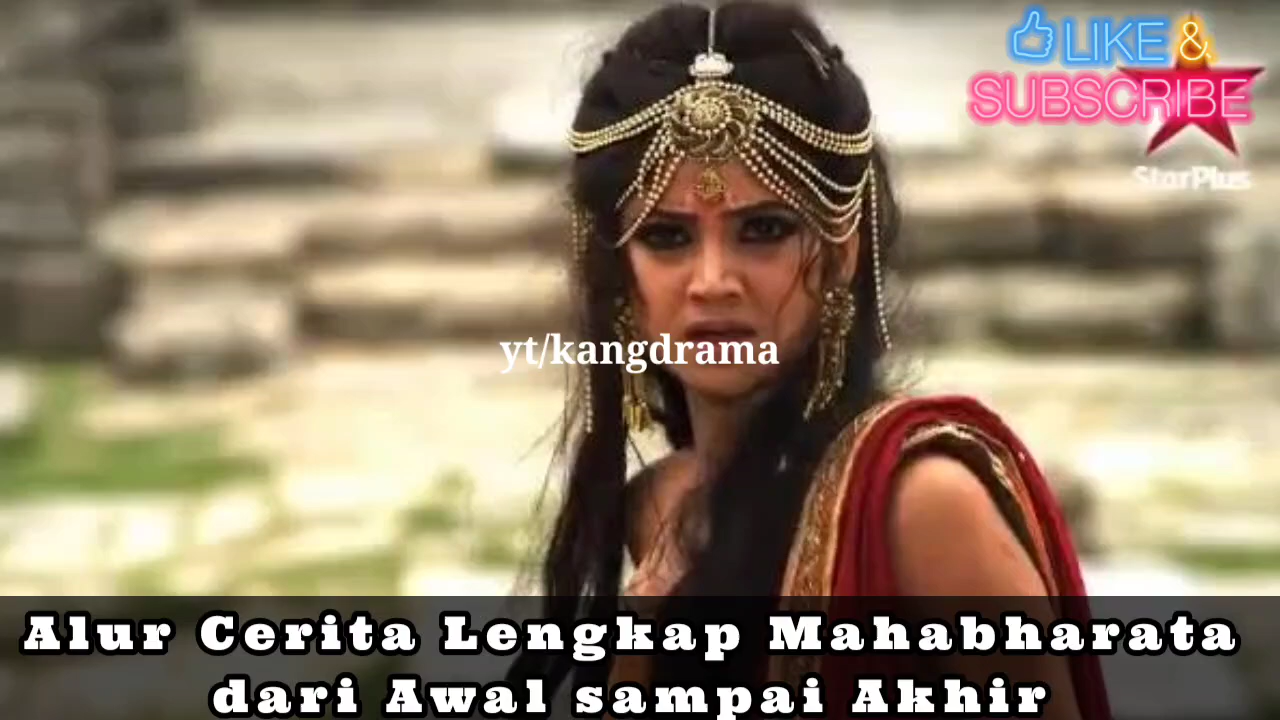 LIKE &
SUBSCRIBE
StarPlus
yt/kangdrama
Alur Cerita Lengkap Mahabharata
dari Awal sampai Akhir